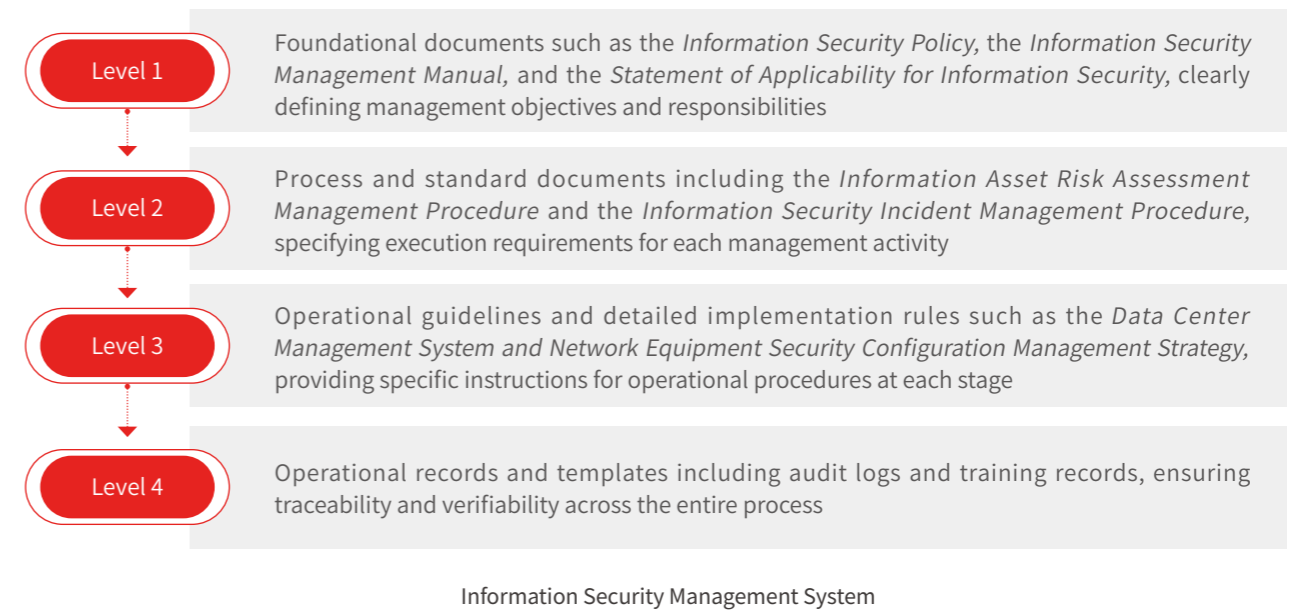 Level 1
Foundational documents such as the Information Security Policy, the Information Security
Management Manual, and the Statement of Applicability for Information Security, clearly
defining management objectives and responsibilities
Level 2
Process and standard documents including the Information Asset Risk Assessment
Management Procedure and the Information Security Incident Management Procedure,
specifying execution requirements for each management activity
Level 3
Operational guidelines and detailed implementation rules such as the Data Center
Management System and Network Equipment Security Configuration Management Strategy,
providing specific instructions for operational procedures at each stage
Level 4
Operational records and templates including audit logs and training records, ensuring
traceability and verifiability across the entire process
Information Security Management System